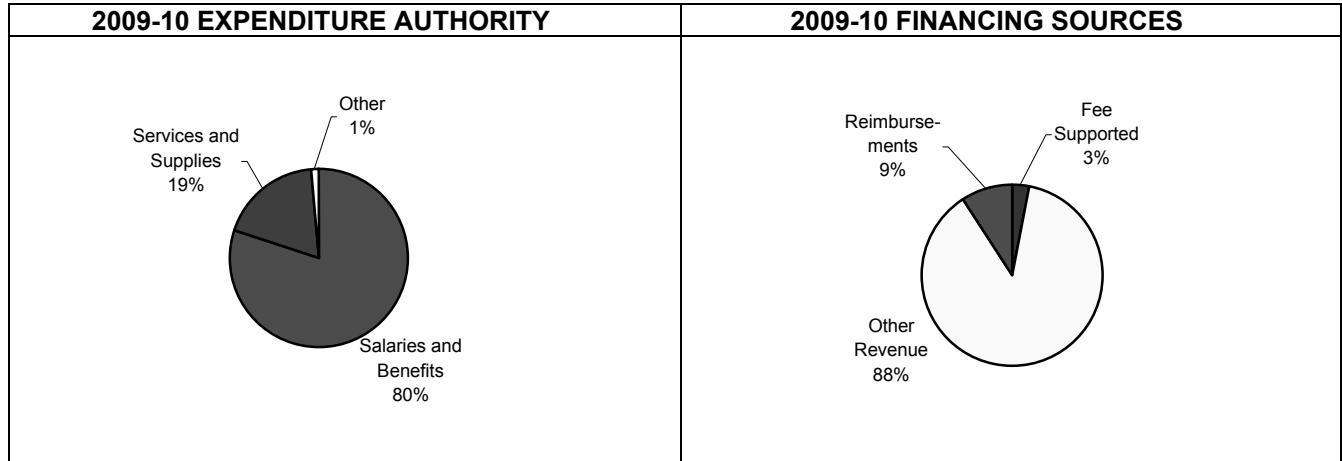 2009-10 EXPENDITURE AUTHORITY
Other
1%
Services and
Supplies
19%
Salaries and
Benefits
80%
2009-10 FINANCING SOURCES
Reimburse-
ments
9%
Fee
Supported
3%
Other
Revenue
88%